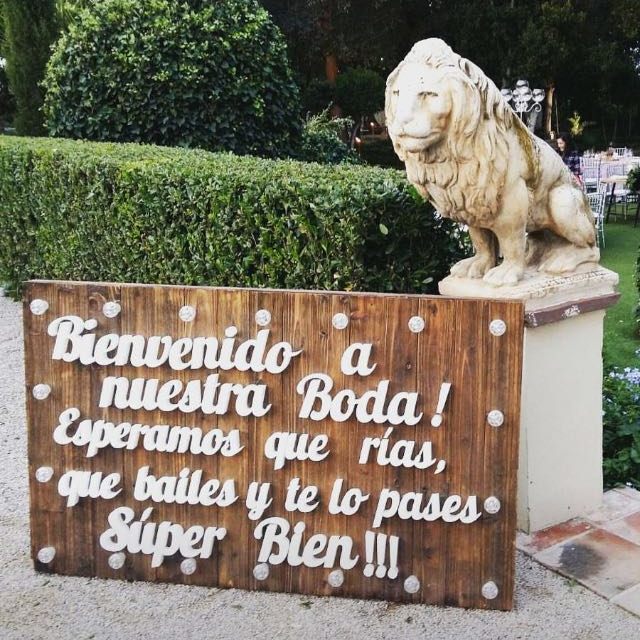 Bienvenido a
nuestra Boda!
Esperamos que rías,
que bailes y te lo pases
Súper Bien!!!